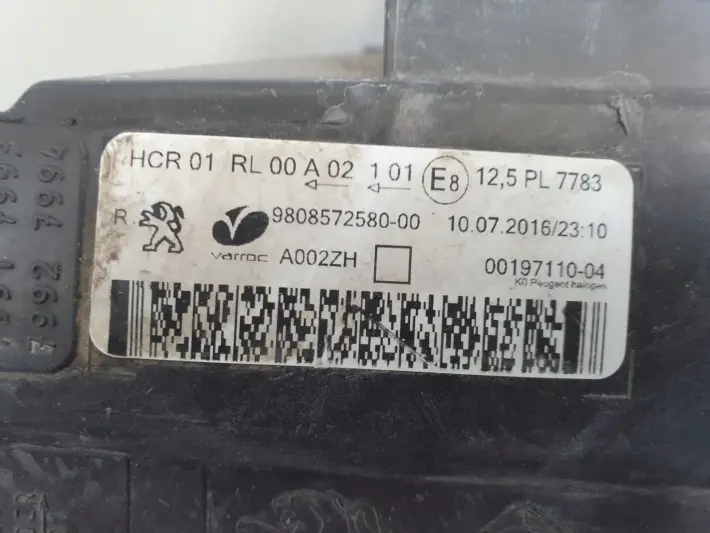 HCR 01 RL 00 A 02 1 01 E8 12,5 PL 7783
R 9808572580-00 10.07.2016/23:10
varroc A002ZH 00197110-04
K0 Peugeot halogen